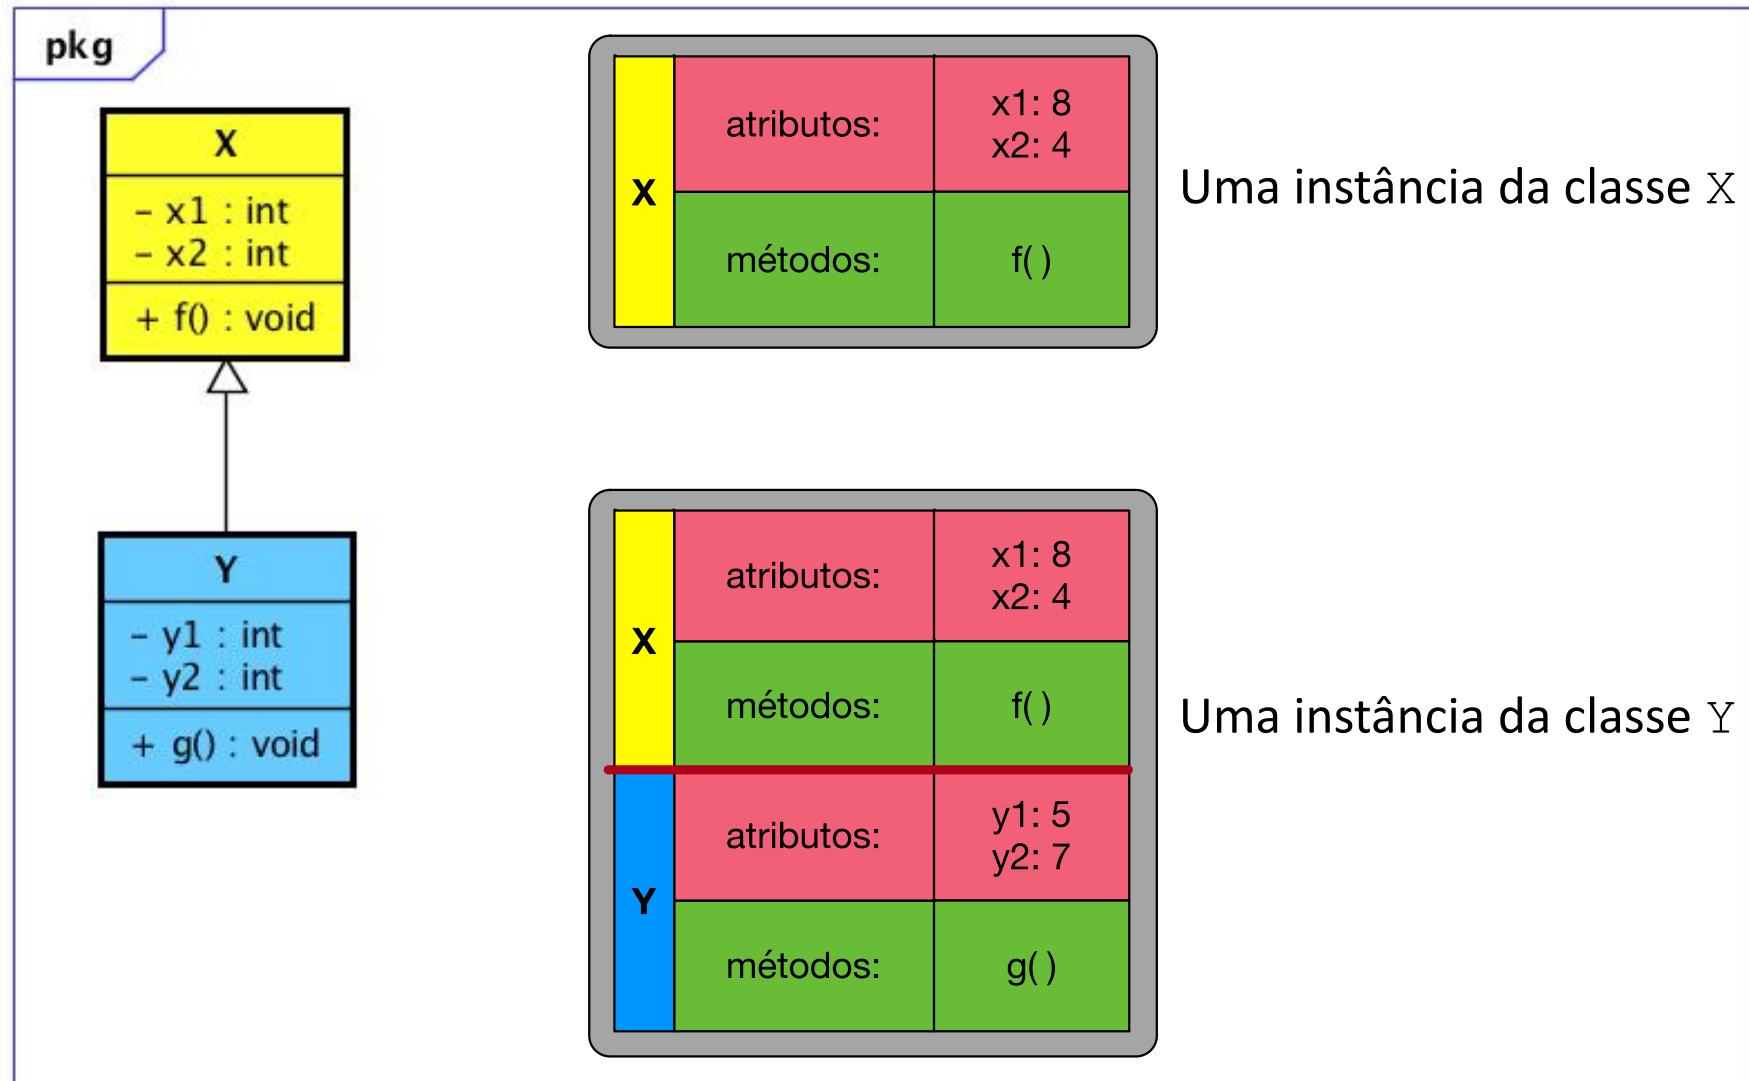 pkg
X
- x1 : int
- x2 : int
+ f() : void
Y
- y1 : int
- y2 : int
+ g() : void
X
atributos:
x1: 8
x2: 4
métodos:
f( )
Uma instância da classe X
X
atributos:
x1: 8
x2: 4
métodos:
f( )
Y
atributos:
y1: 5
y2: 7
métodos:
g( )
Uma instância da classe Y